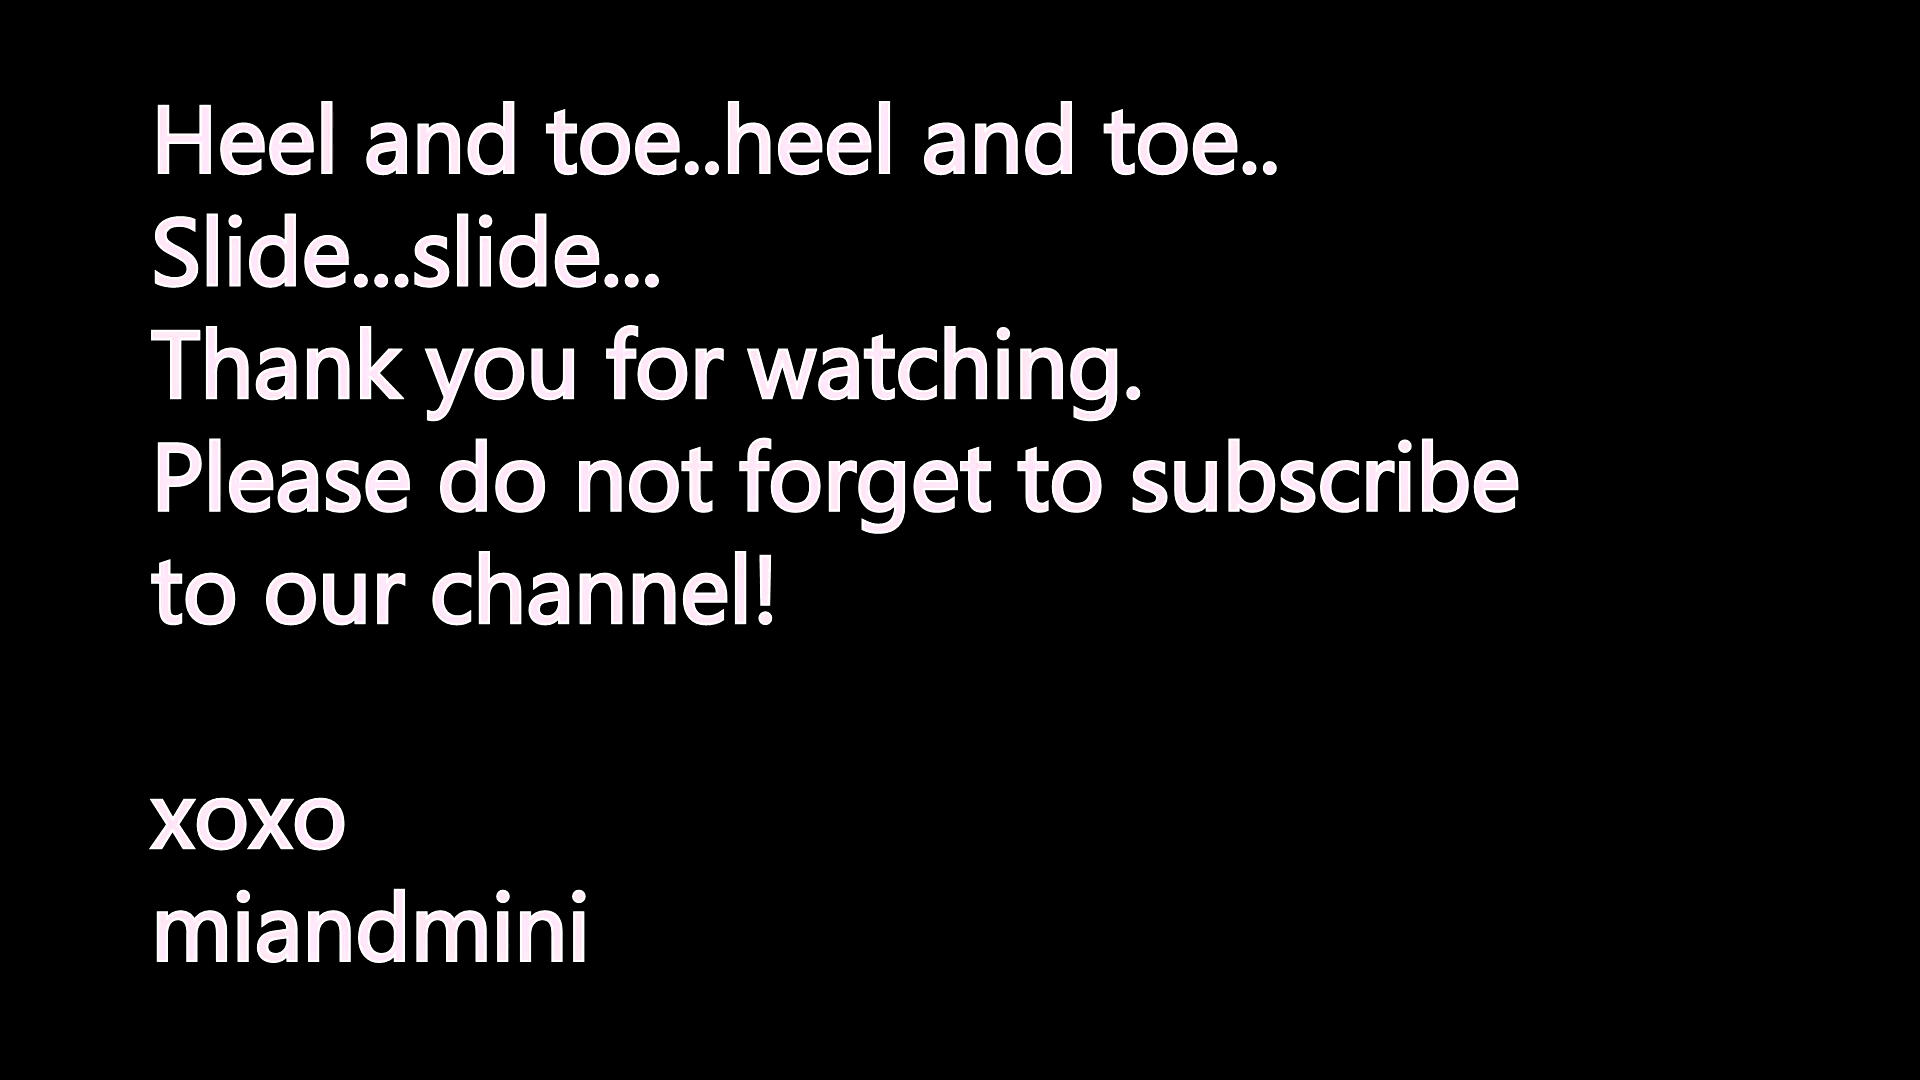 Heel and toe..heel and toe..
Slide...slide...
Thank you for watching.
Please do not forget to subscribe
to our channel!
xoxo
miandmini